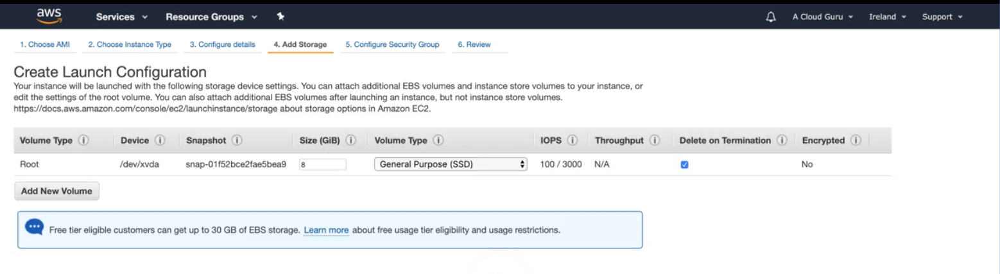 aws Services Resource Groups A Cloud Guru Ireland Support
1. Choose AMI 2. Choose Instance Type 3. Configure details 4. Add Storage 5. Configure Security Group 6. Review
Create Launch Configuration
Your instance will be launched with the following storage device settings. You can attach additional EBS volumes and instance store volumes to your instance, or
edit the settings of the root volume. You can also attach additional EBS volumes after launching an instance, but not instance store volumes.
https://docs.aws.amazon.com/console/ec2/launchinstance/storage about storage options in Amazon EC2.
Volume Type i Device i Snapshot i Size (GiB) i Volume Type i IOPS i Throughput i Delete on Termination i Encrypted i
Root /dev/xvda snap-01f52bce2fae5bea9 8 General Purpose (SSD) 100 / 3000 N/A No
Add New Volume
Free tier eligible customers can get up to 30 GB of EBS storage. Learn more about free usage tier eligibility and usage restrictions.